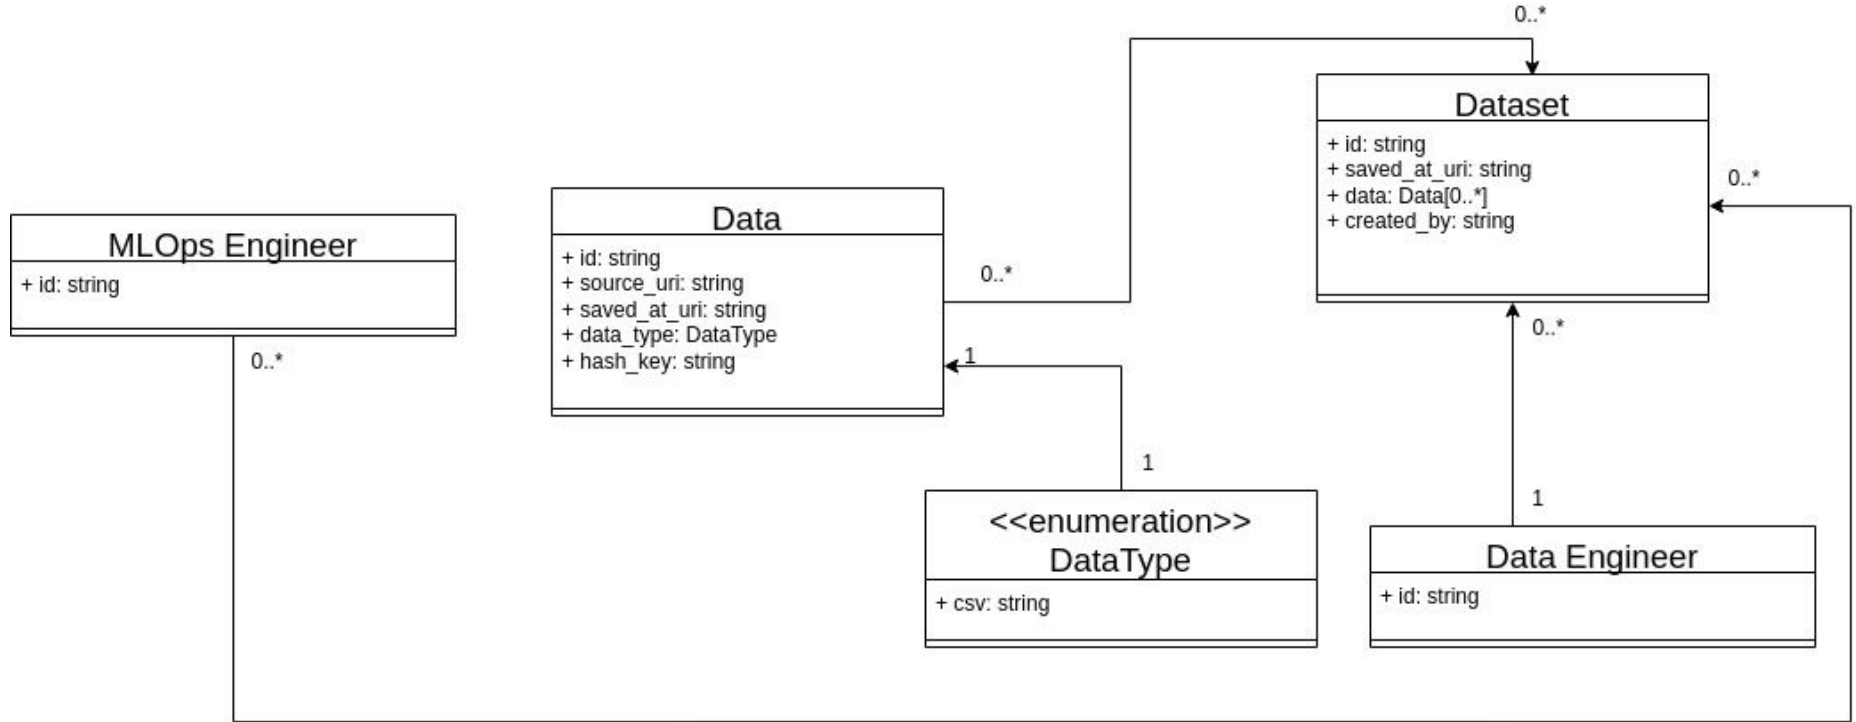 0..*
Dataset
+ id: string
+ saved_at_uri: string
+ data: Data[0..*]
+ created_by: string
0..*
0..*
MLOps Engineer
+ id: string
0..*
Data
+ id: string
+ source_uri: string
+ saved_at_uri: string
+ data_type: DataType
+ hash_key: string
0..*
1
1
<<enumeration>>
DataType
+ csv: string
1
Data Engineer
+ id: string